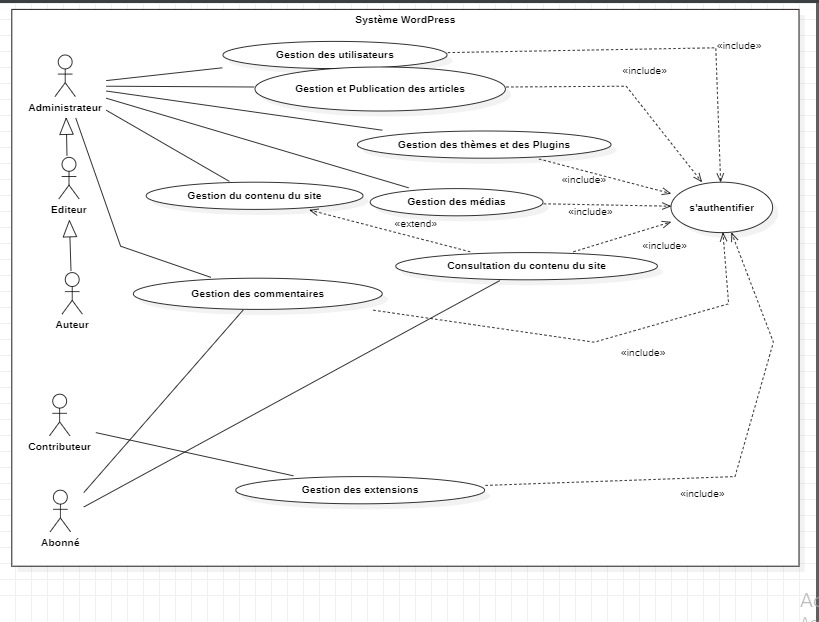 Système WordPress
Gestion des utilisateurs
«include»
«include»
Gestion et Publication des articles
Administrateur
Gestion des thèmes et des Plugins
«include»
Gestion du contenu du site
Gestion des médias
«include»
s'authentifier
Editeur
«extend»
«include»
Consultation du contenu du site
Gestion des commentaires
Auteur
«include»
Contributeur
Gestion des extensions
«include»
Abonné